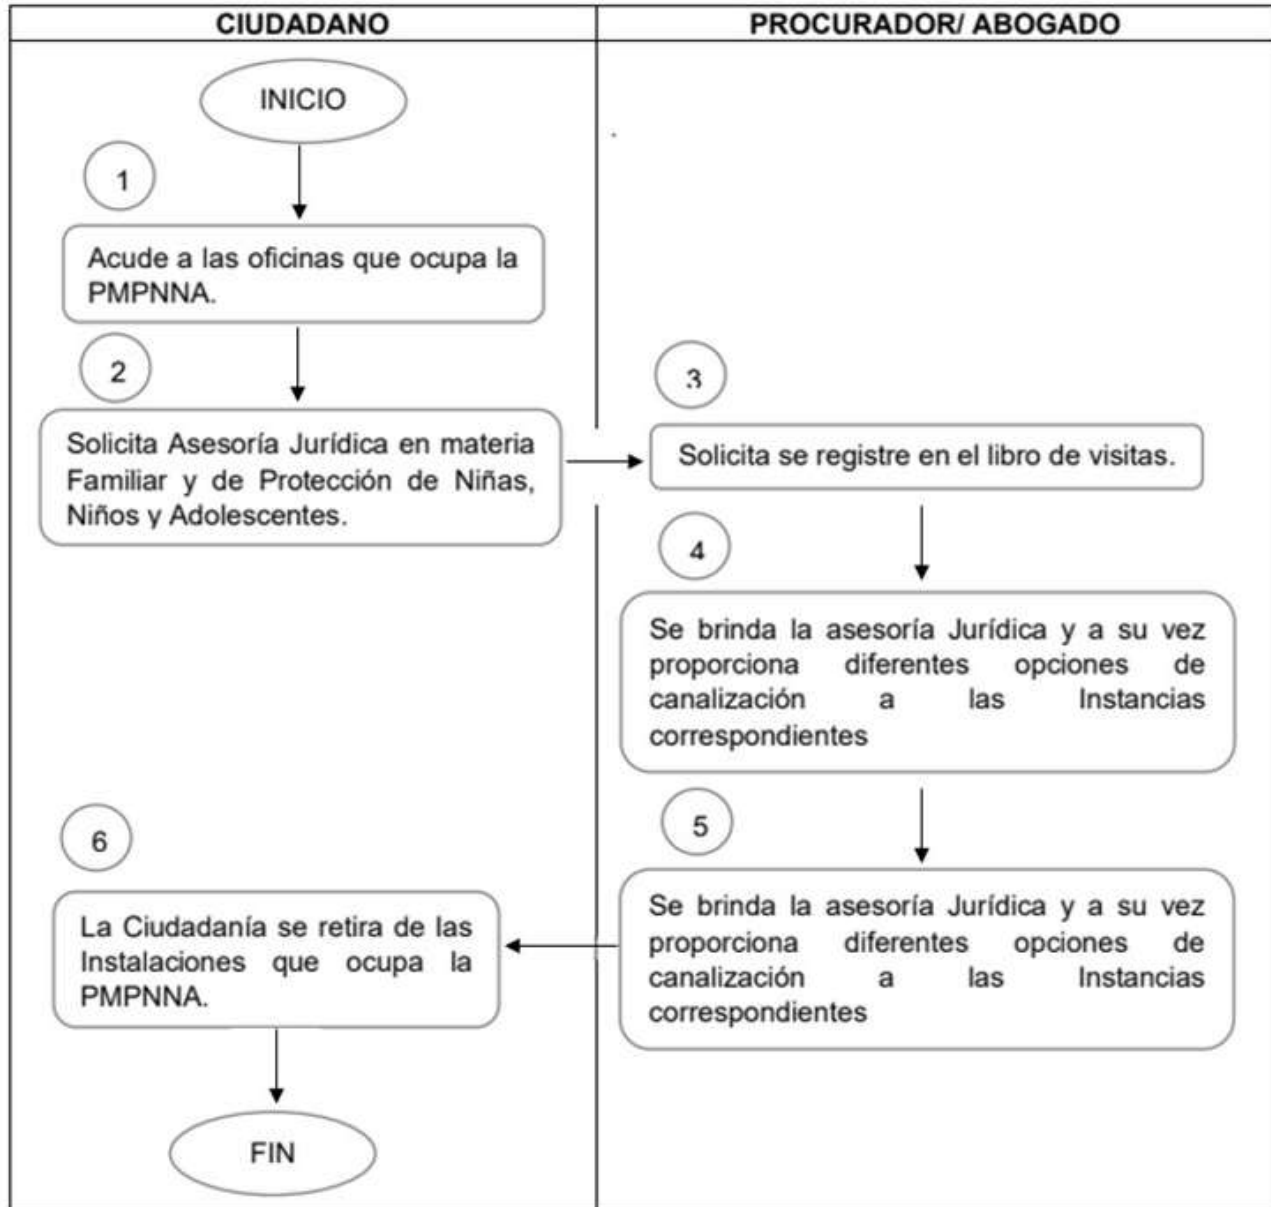 CIUDADANO
PROCURADOR/ ABOGADO
INICIO
1
Acude a las oficinas que ocupa la
PMPNNA.
2
Solicita Asesoría Jurídica en materia
Familiar y de Protección de Niñas,
Niños y Adolescentes.
3
Solicita se registre en el libro de visitas.
4
Se brinda la asesoría Jurídica y a su vez
proporciona diferentes opciones de
canalización a las Instancias
correspondientes
5
Se brinda la asesoría Jurídica y a su vez
proporciona diferentes opciones de
canalización a las Instancias
correspondientes
6
La Ciudadanía se retira de las
Instalaciones que ocupa la
PMPNNA.
FIN